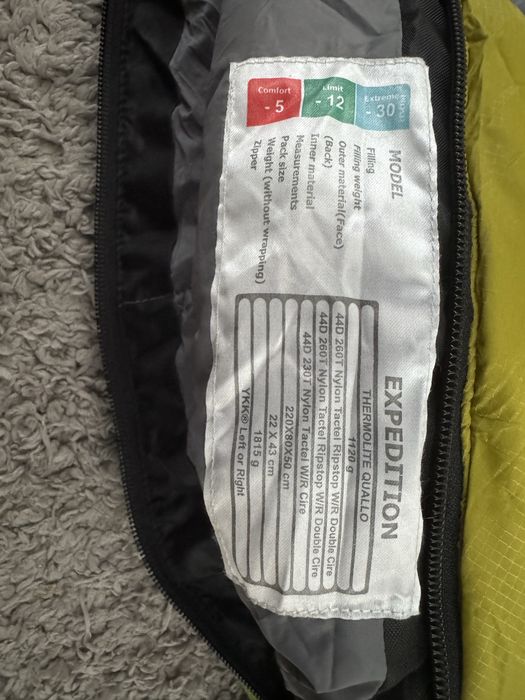 Comfort
- 5
Limit
- 12
Extreme
- 30
MODEL EXPEDITION
Filling THERMOLITE QUALLO
Filling weight 1120 g
Outer material(Face) 44D 260T Nylon Tactel Ripstop W/R Double Cire
(Back) 44D 260T Nylon Tactel Ripstop W/R Double Cire
Inner material 44D 230T Nylon Tactel W/R Cire
Measurements 220X80X50 cm
Pack size 22 X 43 cm
Weight (without wrapping) 1815 g
Zipper YKK® Left or Right